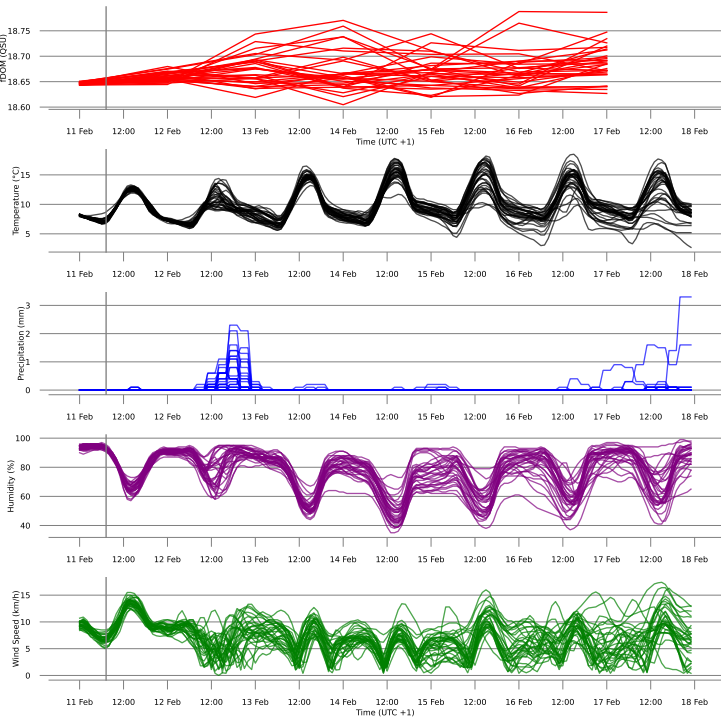 fDOM (QSU)
18.75
18.70
18.65
18.60
11 Feb 12:00 12 Feb 12:00 13 Feb 12:00 14 Feb 12:00 15 Feb 12:00 16 Feb 12:00 17 Feb 12:00 18 Feb
Time (UTC +1)
Temperature (°C)
15
10
5
11 Feb 12:00 12 Feb 12:00 13 Feb 12:00 14 Feb 12:00 15 Feb 12:00 16 Feb 12:00 17 Feb 12:00 18 Feb
Precipitation (mm)
3
2
1
0
11 Feb 12:00 12 Feb 12:00 13 Feb 12:00 14 Feb 12:00 15 Feb 12:00 16 Feb 12:00 17 Feb 12:00 18 Feb
Humidity (%)
100
80
60
40
11 Feb 12:00 12 Feb 12:00 13 Feb 12:00 14 Feb 12:00 15 Feb 12:00 16 Feb 12:00 17 Feb 12:00 18 Feb
Wind Speed (km/h)
15
10
5
0
11 Feb 12:00 12 Feb 12:00 13 Feb 12:00 14 Feb 12:00 15 Feb 12:00 16 Feb 12:00 17 Feb 12:00 18 Feb
Time (UTC +1)